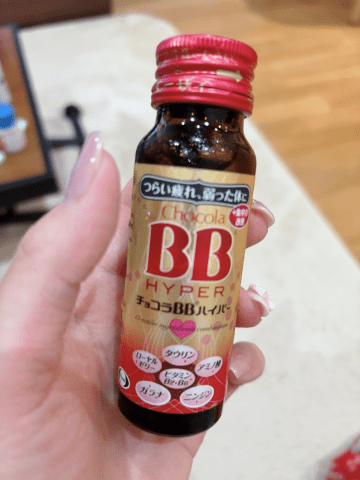 つらい疲れ、弱った体に
Chocola
BB
HYPER
チョコラBBハイパー
タウリン
ローヤル
ゼリー
アミノ酸
ビタミン
B2・B6
ガラナ
ニンジン